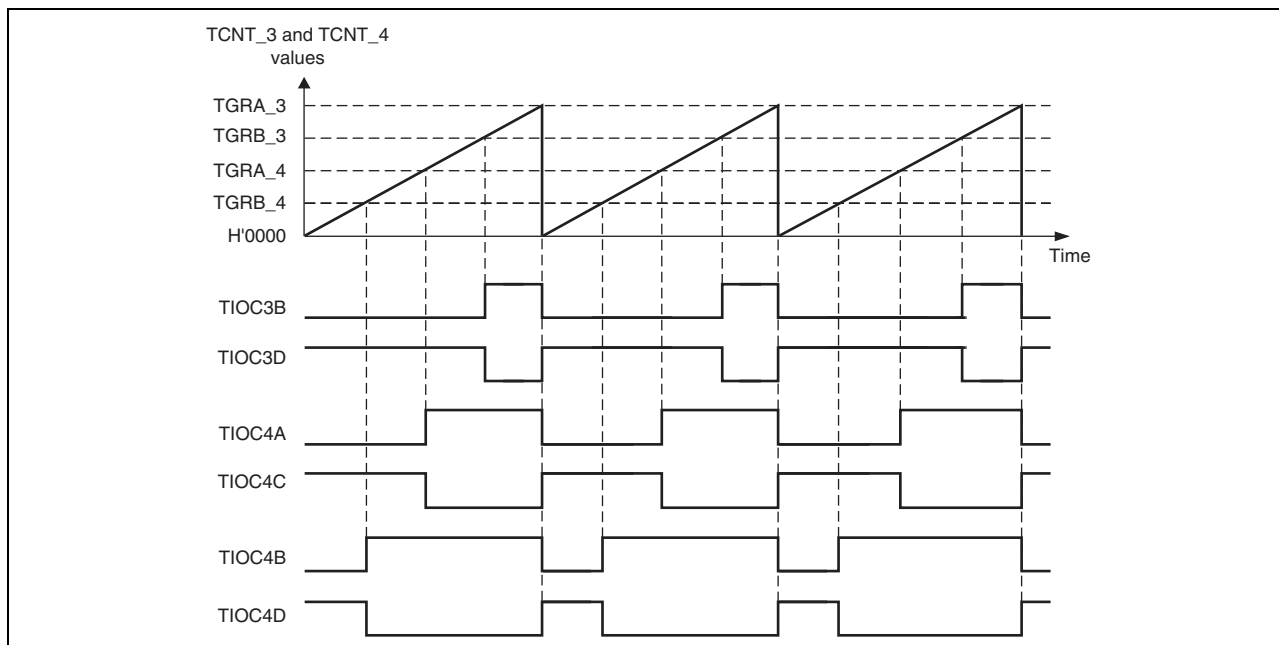 TCNT_3 and TCNT_4
values
TGRA_3
TGRB_3
TGRA_4
TGRB_4
H'0000
Time
TIOC3B
TIOC3D
TIOC4A
TIOC4C
TIOC4B
TIOC4D